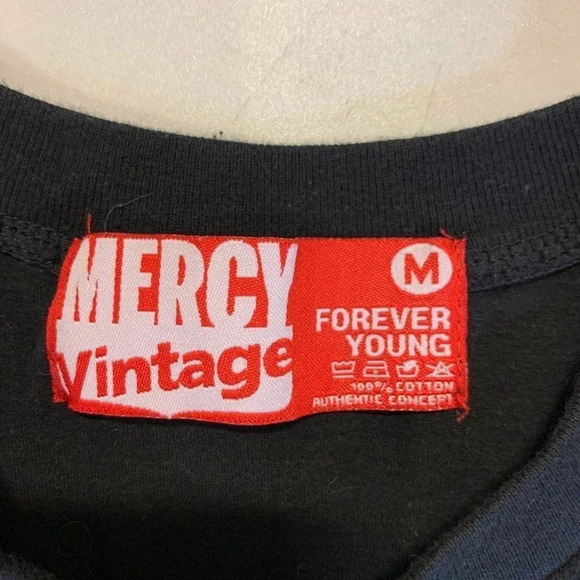 MERCY
Vintage
M
FOREVER
YOUNG
100% COTTON
AUTHENTIC CONCEPT